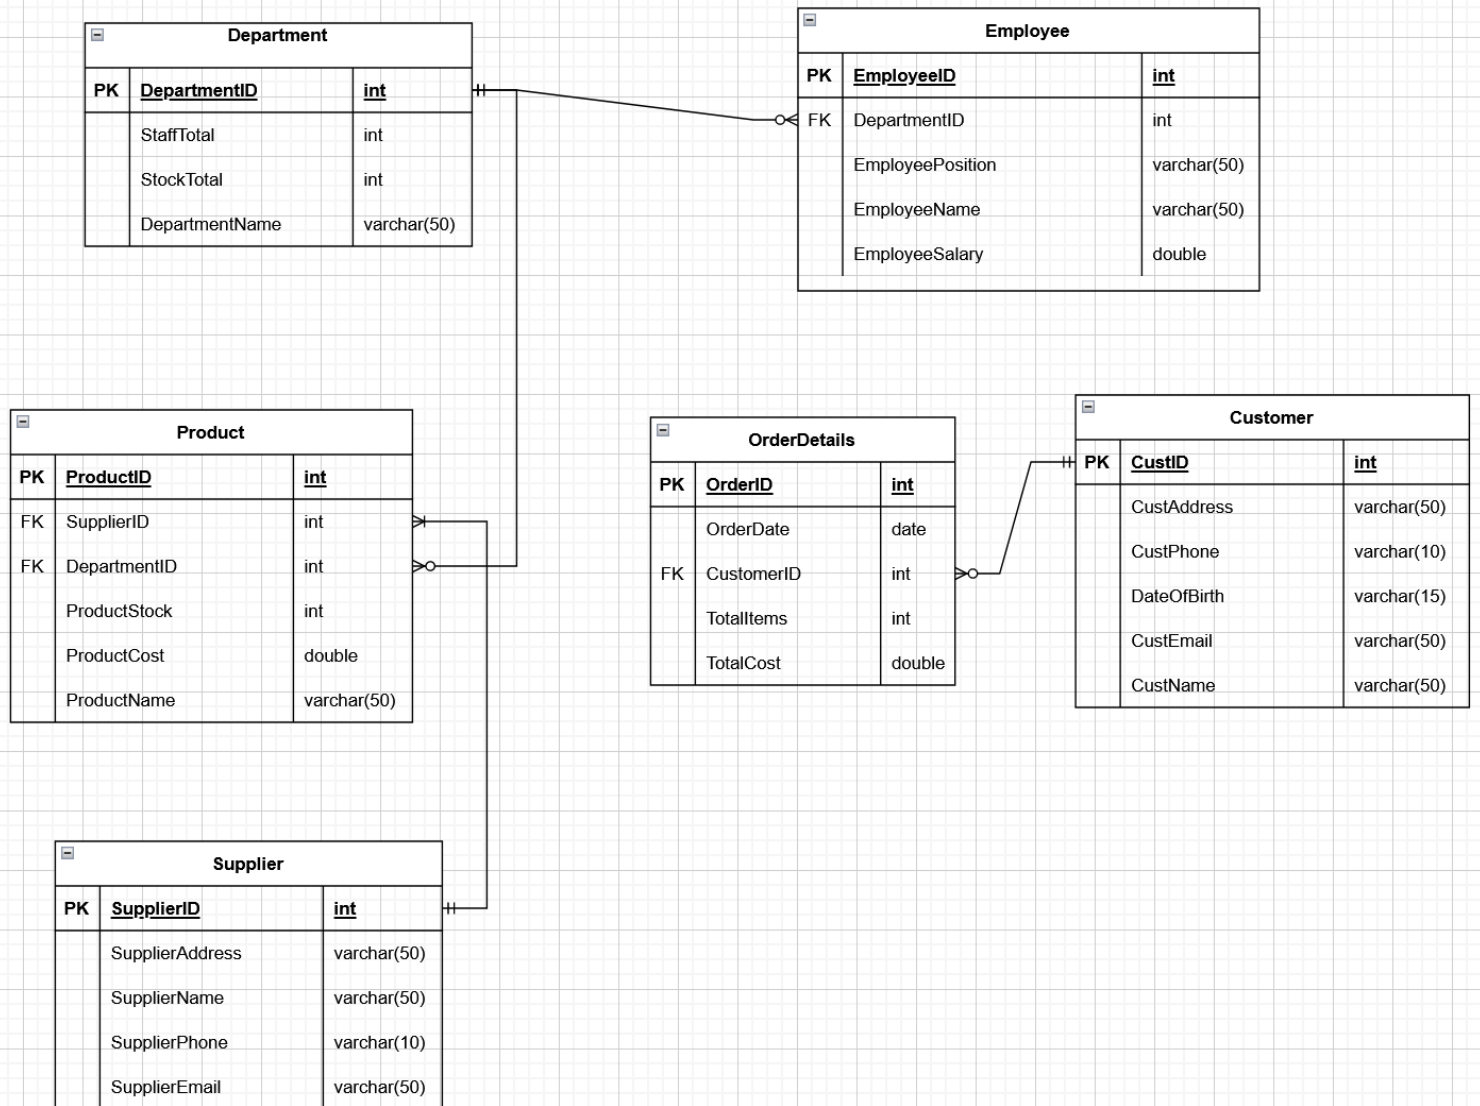 Department
PK DepartmentID int
StaffTotal int
StockTotal int
DepartmentName varchar(50)
Employee
PK EmployeeID int
FK DepartmentID int
EmployeePosition varchar(50)
EmployeeName varchar(50)
EmployeeSalary double
Product
PK ProductID int
FK SupplierID int
FK DepartmentID int
ProductStock int
ProductCost double
ProductName varchar(50)
OrderDetails
PK OrderID int
OrderDate date
FK CustomerID int
TotalItems int
TotalCost double
Customer
PK CustID int
CustAddress varchar(50)
CustPhone varchar(10)
DateOfBirth varchar(15)
CustEmail varchar(50)
CustName varchar(50)
Supplier
PK SupplierID int
SupplierAddress varchar(50)
SupplierName varchar(50)
SupplierPhone varchar(10)
SupplierEmail varchar(50)